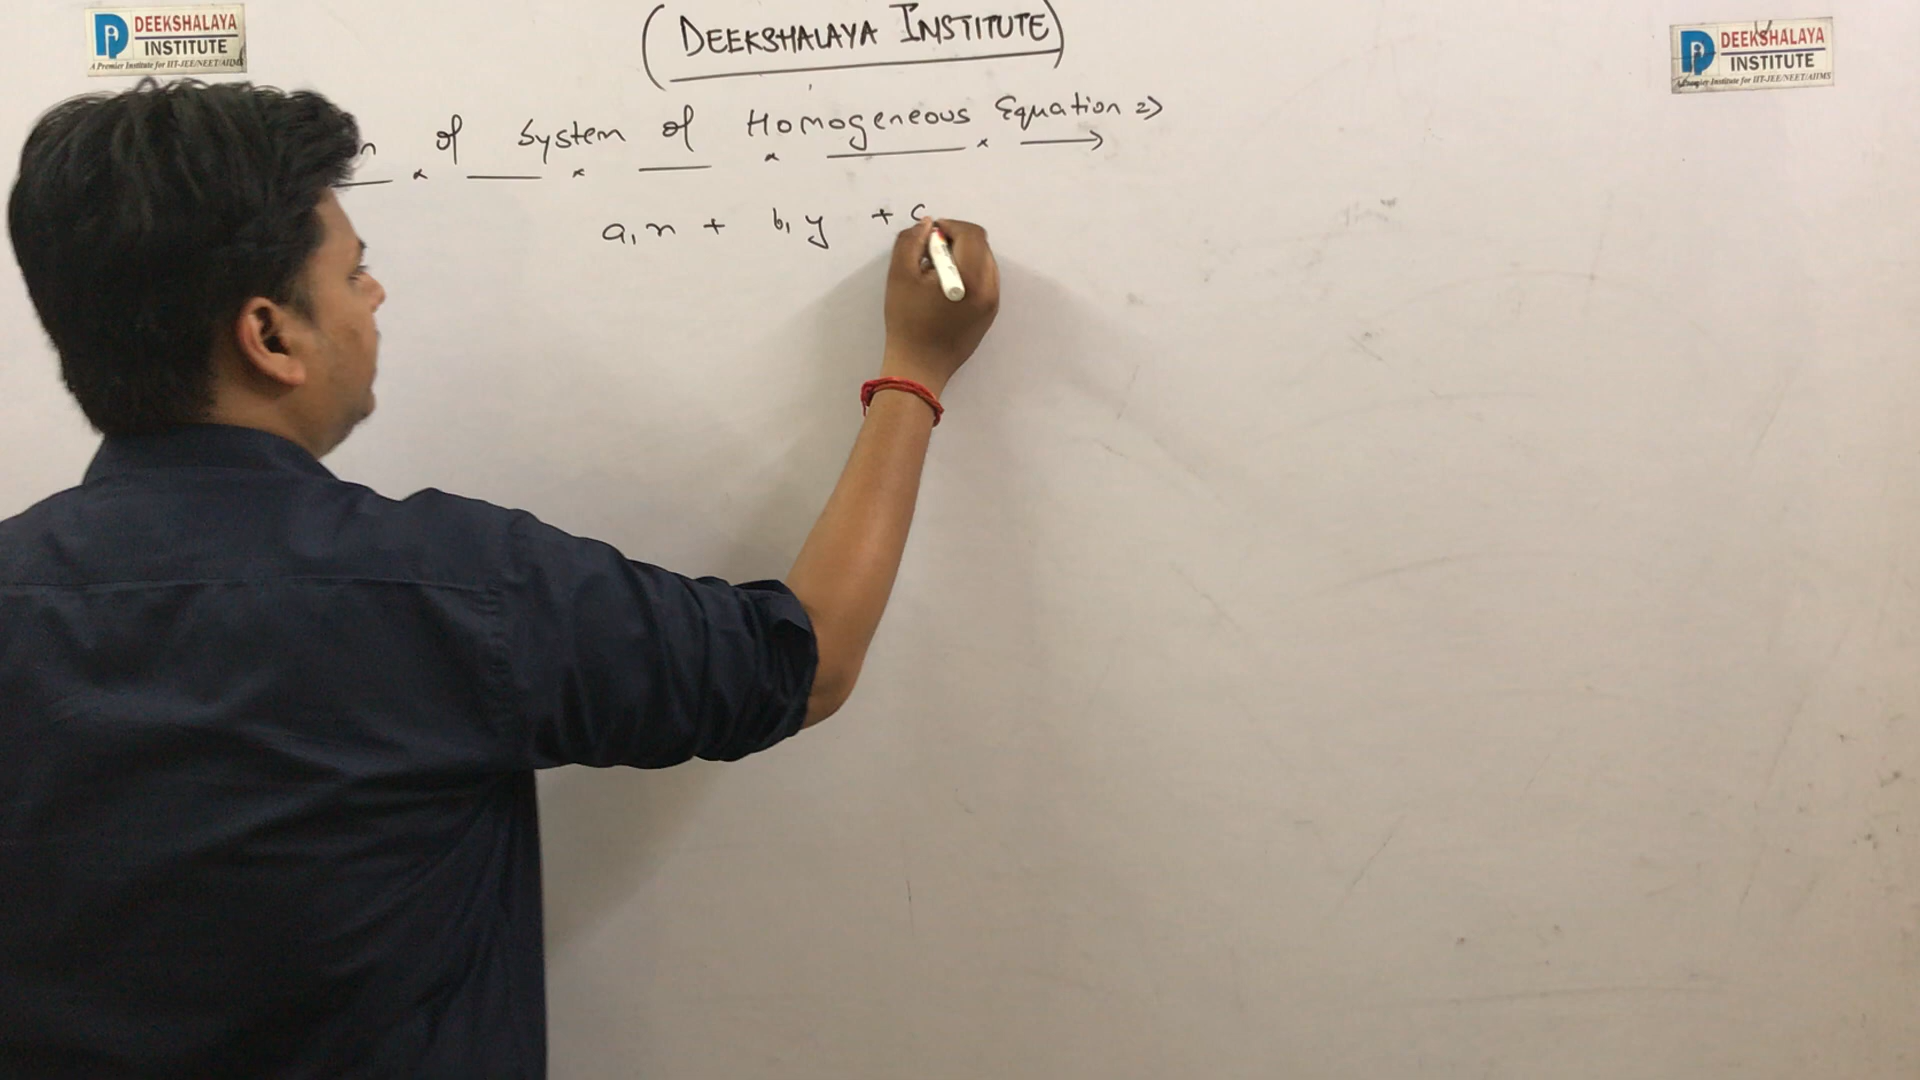 DEEKSHALAYA
INSTITUTE
A Premier Institute for IIT-JEE/NEET/AIIMS
(DEEKSHALAYA INSTITUTE)
DEEKSHALAYA
INSTITUTE
A Premier Institute for IIT-JEE/NEET/AIIMS
n of System of Homogeneous Equation =>
a₁x + b₁y + c